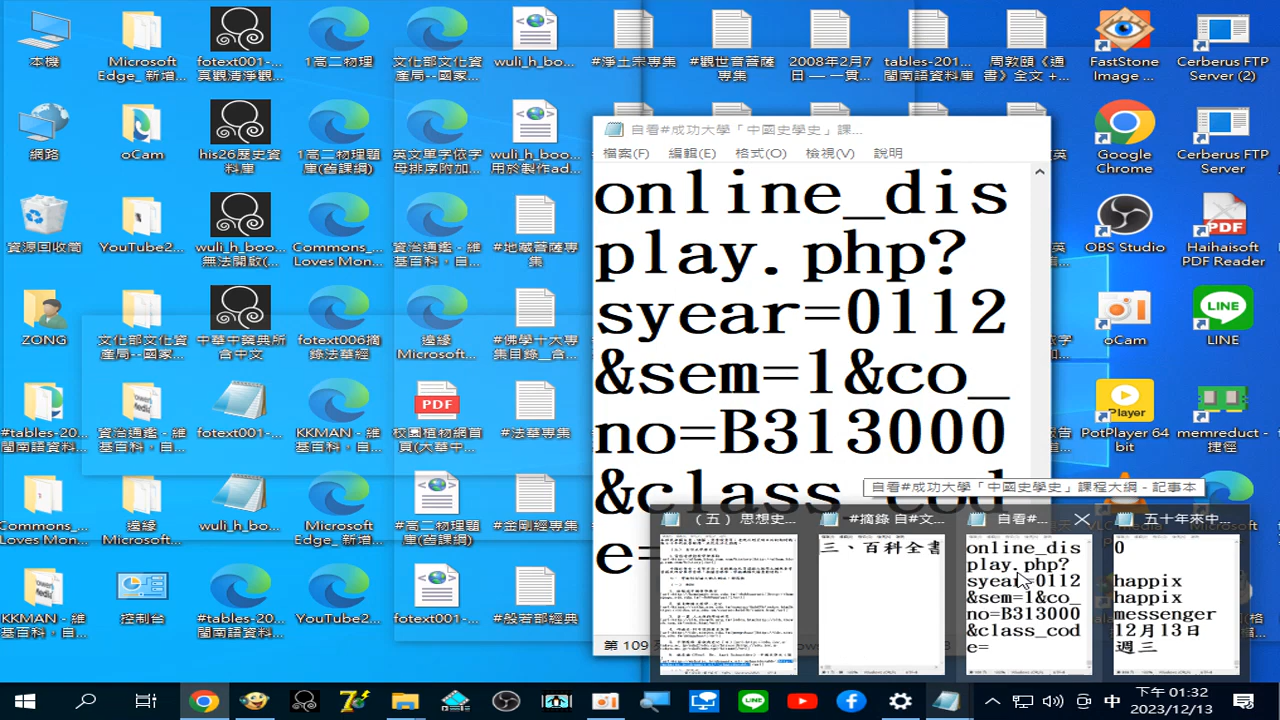 本機
Microsoft
Edge_ 新增...
fotext001-...
真觀清淨觀...
1高二物理
文化部文化資
產局--國家...
wuli_h_boo...
#淨土宗專集
#觀世音菩薩
專集
2008年2月7
日 — 一貫...
tables-201...
閩南語資料庫
周敦頤《通
書》全文 +...
FastStone
Image ...
Cerberus FTP
Server (2)
網路
oCam
his26歷史資
料庫
1高二物理題
庫(舊課綱)
英文單字依字
母排序附加...
wuli_h_boo...
用於製作ad...
Google
Chrome
Cerberus FTP
Server
資源回收筒
YouTube2...
wuli_h_boo...
無法開啟(...
Commons_...
Loves Mon...
資治通鑑 - 維
基百科，自...
#地藏菩薩專
集
OBS Studio
Haihaisoft
PDF Reader
ZONG
文化部文化資
產局--國家...
中華中藥典所
含中文
fotext006摘
錄法華經
邊緣
Microsoft...
#佛學十大專
集目錄__含...
oCam
LINE
#tables-20...
閩南語資料...
資治通鑑 - 維
基百科，自...
fotext001-...
KKMAN - 維
基百科，自...
校園植物網首
頁(大華中...
#法華專集
PotPlayer 64
bit
memreduct -
捷徑
Commons_...
Loves Mon...
邊緣
Microsoft...
wuli_h_bo...
Microsoft
Edge_ 新增...
#高二物理題
庫(舊課綱)
#金剛經專集
KKMAN - 維
基百科，自...
控制台
#tables-20...
閩南語資料...
YouTube2...
fotext001-...
#般若部經典
自看#成功大學「中國史學史」課...
檔案(F) 編輯(E) 格式(O) 檢視(V) 說明
online_dis
play.php?
syear=0112
&sem=1&co_
no=B313000
&class_cod
e=
第 109
自看#成功大學「中國史學史」課程大綱 - 記事本
（五） 思想史...
#摘錄 自#文...
三、百科全書
自看#...
online_dis
play.php?
syear=0112
&sem=1&co_
no=B313000
&class_cod
e=
五十年來中...
happix
happix
messenger
12月13日
週三
中
下午 01:32
2023/12/13